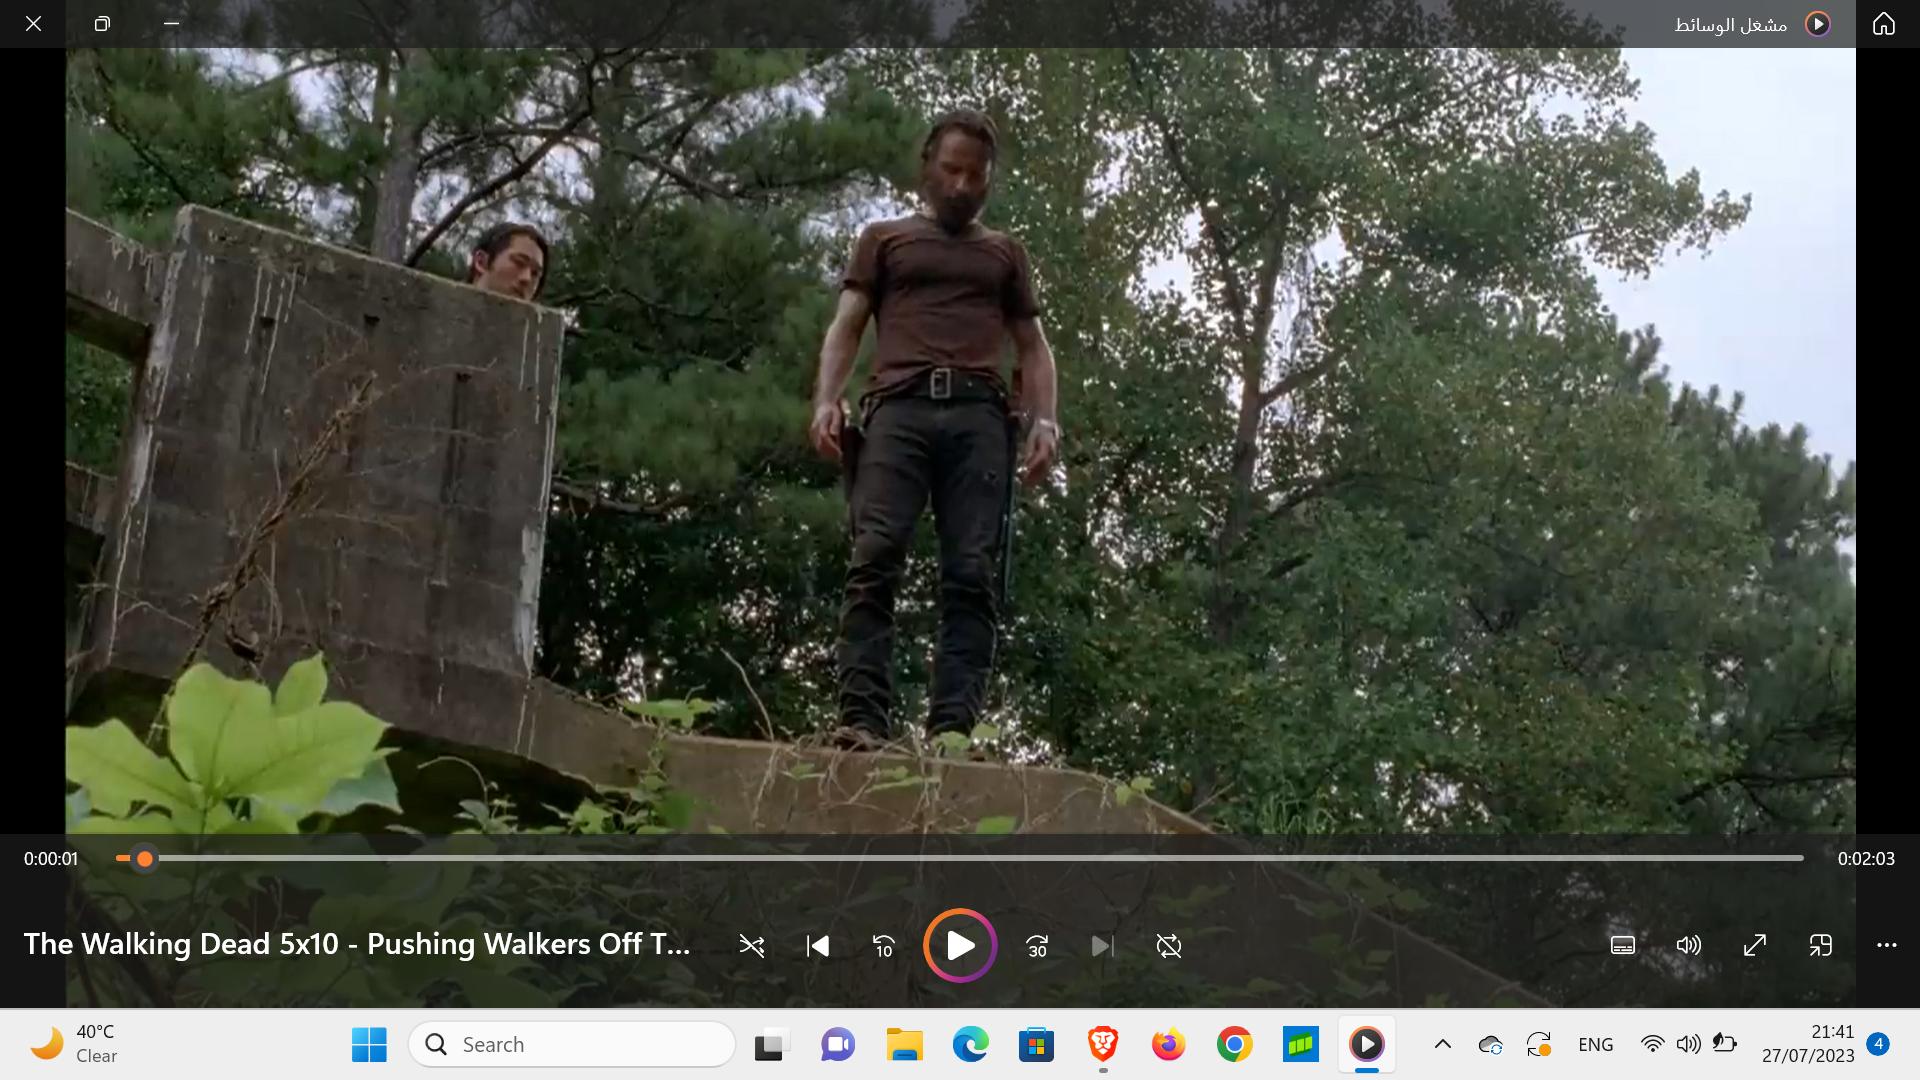 مشغل الوسائط
0:00:01
0:02:03
The Walking Dead 5x10 - Pushing Walkers Off T...
10
30
40°C
Clear
Search
ENG
21:41
27/07/2023
4